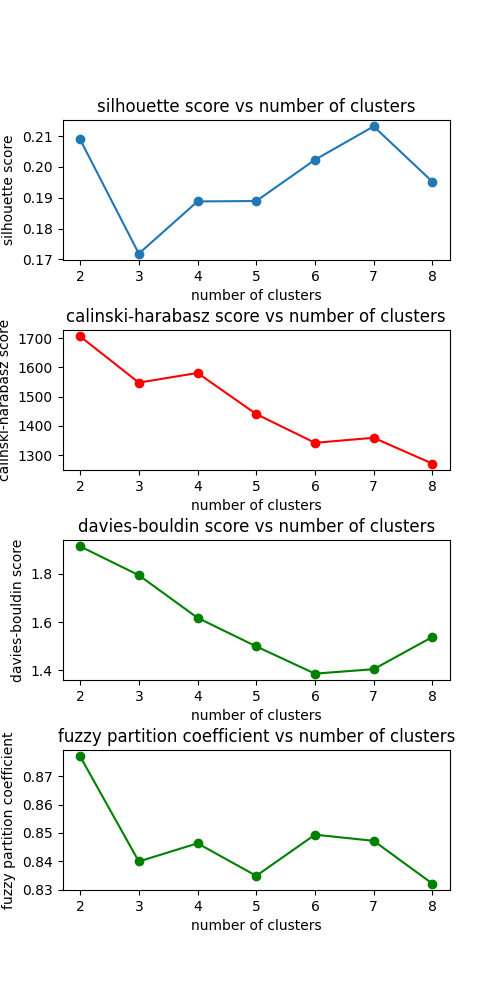 silhouette score vs number of clusters
silhouette score
0.21
0.20
0.19
0.18
0.17
2 3 4 5 6 7 8
number of clusters
calinski-harabasz score vs number of clusters
calinski-harabasz score
1700
1600
1500
1400
1300
2 3 4 5 6 7 8
number of clusters
davies-bouldin score vs number of clusters
davies-bouldin score
1.8
1.6
1.4
2 3 4 5 6 7 8
number of clusters
fuzzy partition coefficient vs number of clusters
fuzzy partition coefficient
0.87
0.86
0.85
0.84
0.83
2 3 4 5 6 7 8
number of clusters